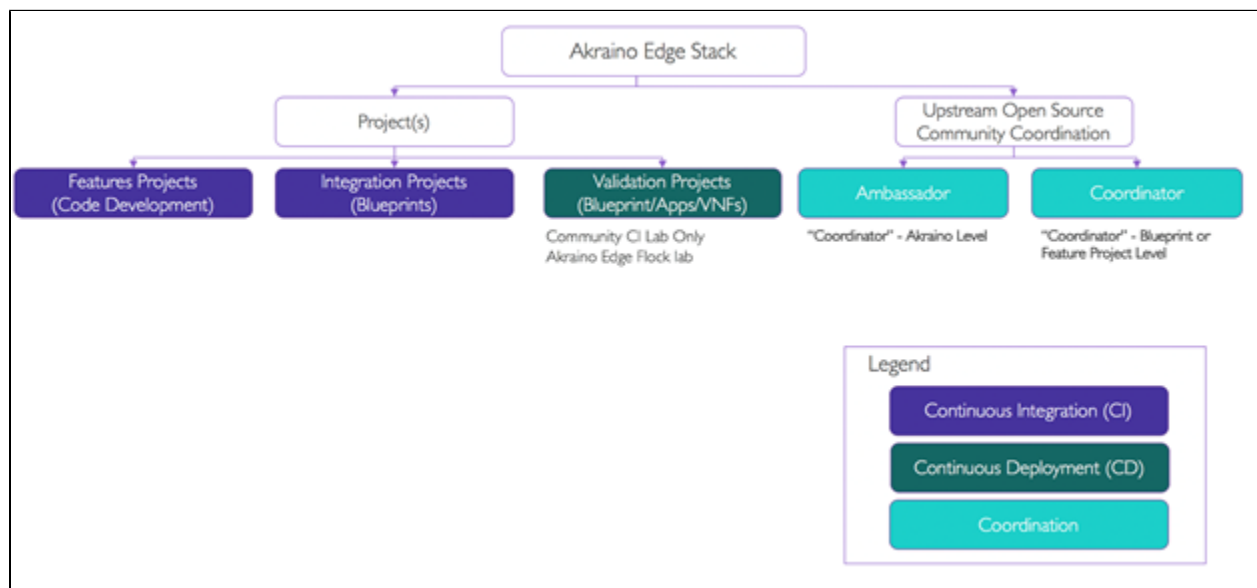 Akraino Edge Stack
Project(s)
Upstream Open Source
Community Coordination
Features Projects
(Code Development)
Integration Projects
(Blueprints)
Validation Projects
(Blueprint/Apps/VNFs)
Ambassador
Coordinator
Community CI Lab Only
Akraino Edge Flock lab
"Coordinator" - Akraino Level
"Coordinator" - Blueprint or
Feature Project Level
Legend
Continuous Integration (CI)
Continuous Deployment (CD)
Coordination